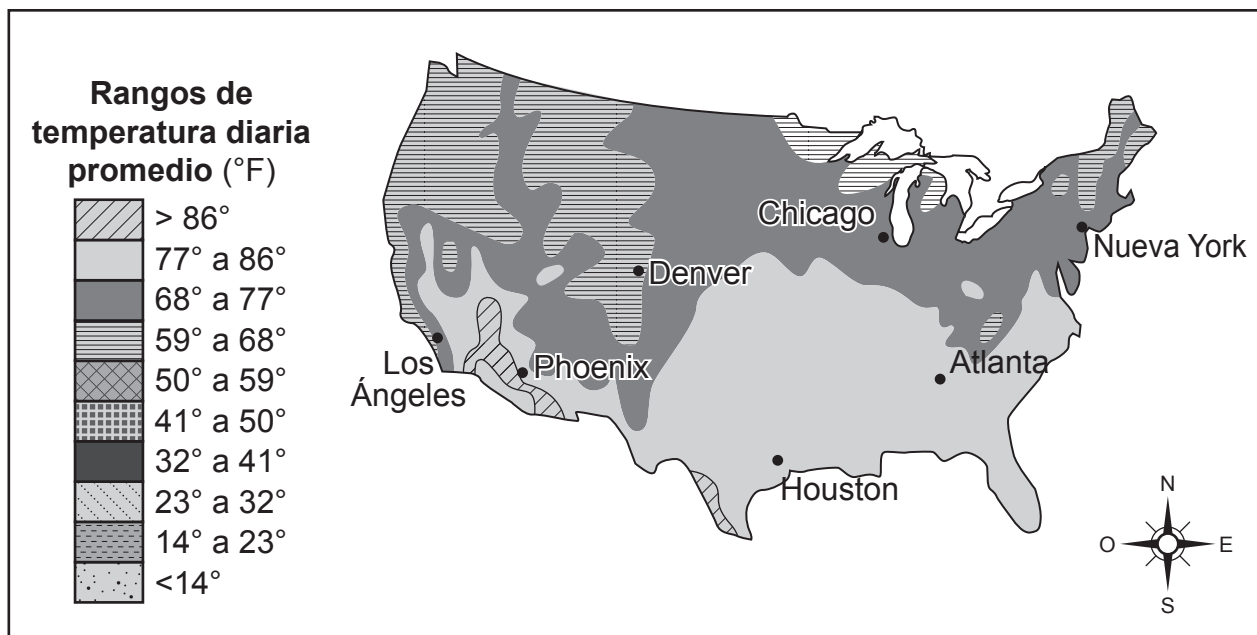 Rangos de
temperatura diaria
promedio (°F)
> 86°
77° a 86°
68° a 77°
59° a 68°
50° a 59°
41° a 50°
32° a 41°
23° a 32°
14° a 23°
<14°
Chicago
Nueva York
Denver
Los
Ángeles
Phoenix
Atlanta
Houston
N
O
E
S